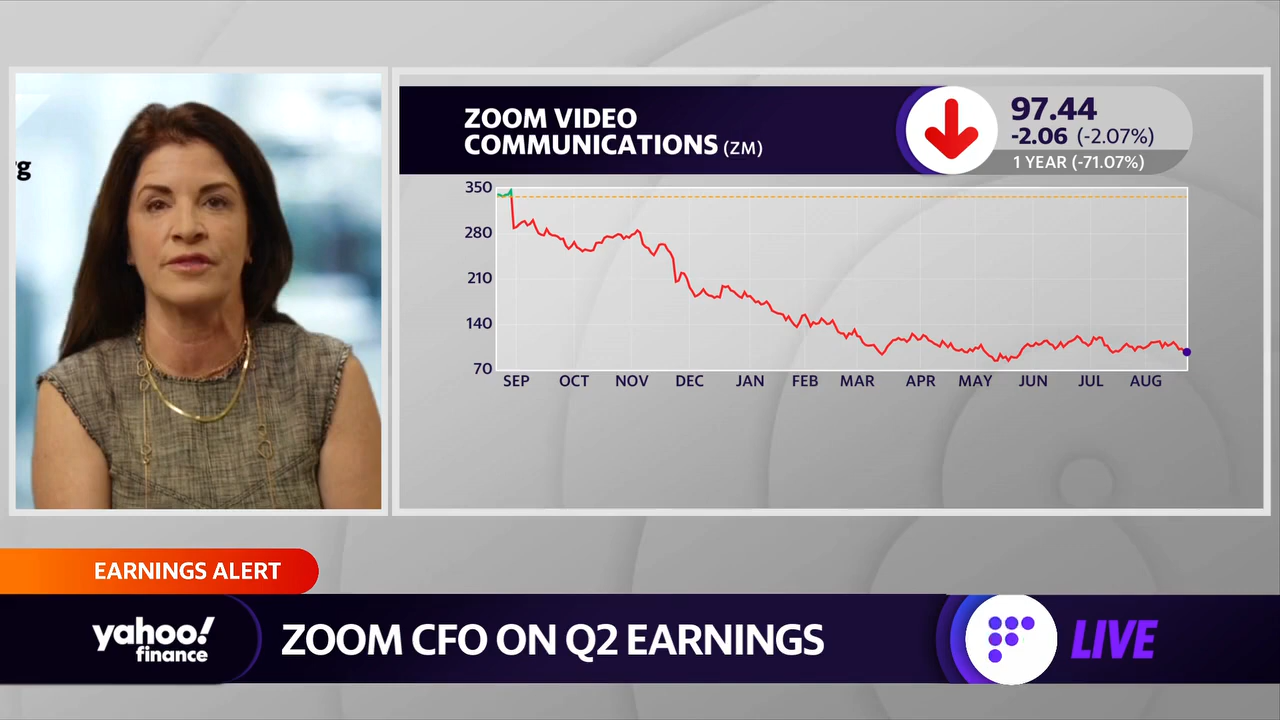 g
ZOOM VIDEO
COMMUNICATIONS (ZM)
97.44
-2.06 (-2.07%)
1 YEAR (-71.07%)
350
280
210
140
70
SEP OCT NOV DEC JAN FEB MAR APR MAY JUN JUL AUG
EARNINGS ALERT
yahoo!
finance
ZOOM CFO ON Q2 EARNINGS
LIVE